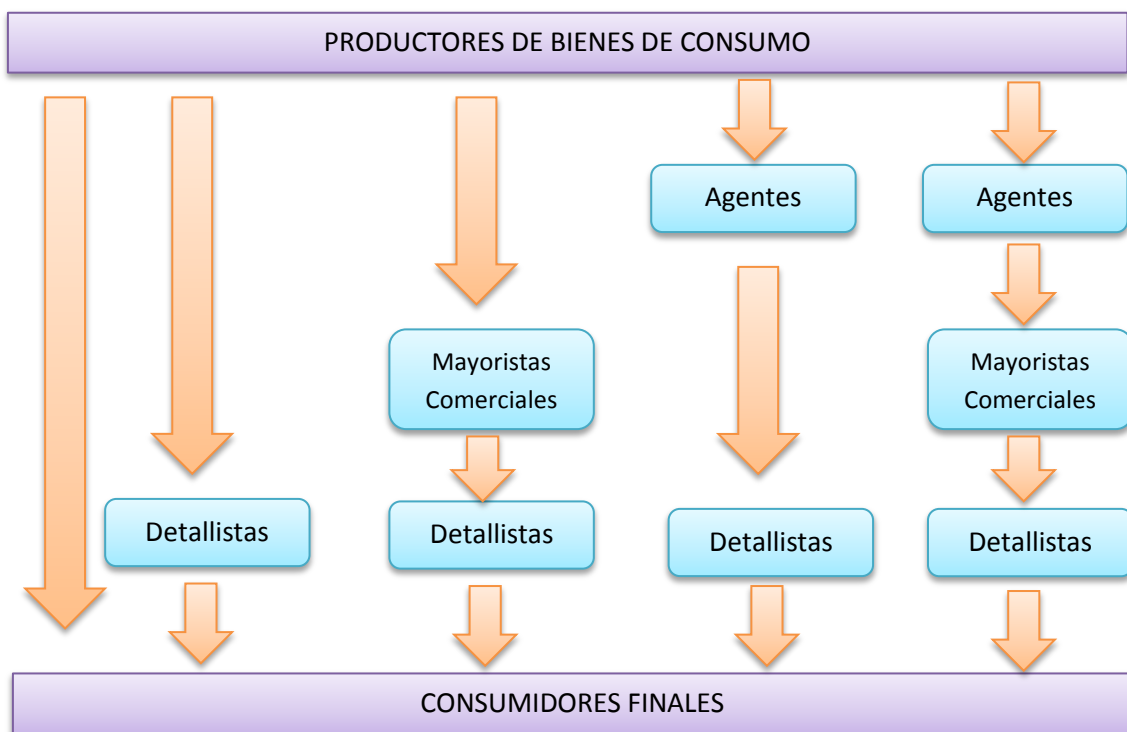 PRODUCTORES DE BIENES DE CONSUMO
Agentes
Agentes
Mayoristas
Comerciales
Mayoristas
Comerciales
Detallistas
Detallistas
Detallistas
Detallistas
CONSUMIDORES FINALES